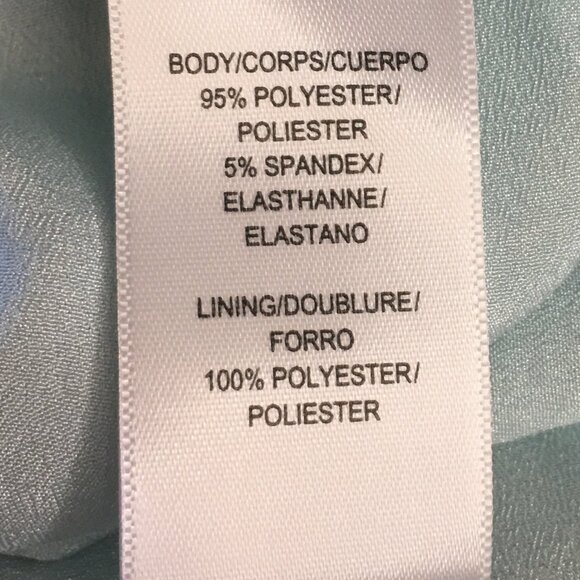 BODY/CORPS/CUERPO
95% POLYESTER/
POLIESTER
5% SPANDEX/
ELASTHANNE/
ELASTANO
LINING/DOUBLURE/
FORRO
100% POLYESTER/
POLIESTER